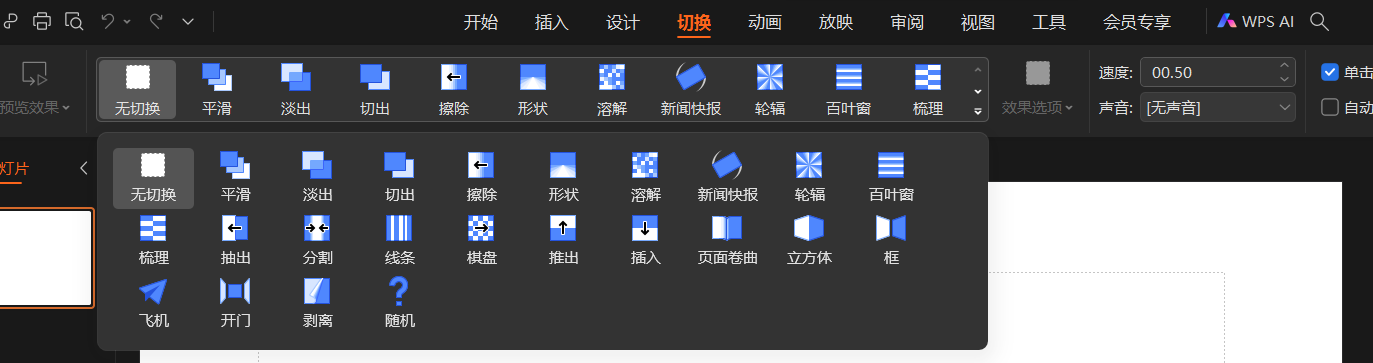 开始 插入 设计 切换 动画 放映 审阅 视图 工具 会员专享 WPS AI
预览效果 无切换 平滑 淡出 切出 擦除 形状 溶解 新闻快报 轮辐 百叶窗 梳理 效果选项
速度: 00.50 单击
声音: [无声音] 自动
灯片
无切换 平滑 淡出 切出 擦除 形状 溶解 新闻快报 轮辐 百叶窗
梳理 抽出 分割 线条 棋盘 推出 插入 页面卷曲 立方体 框
飞机 开门 剥离 随机